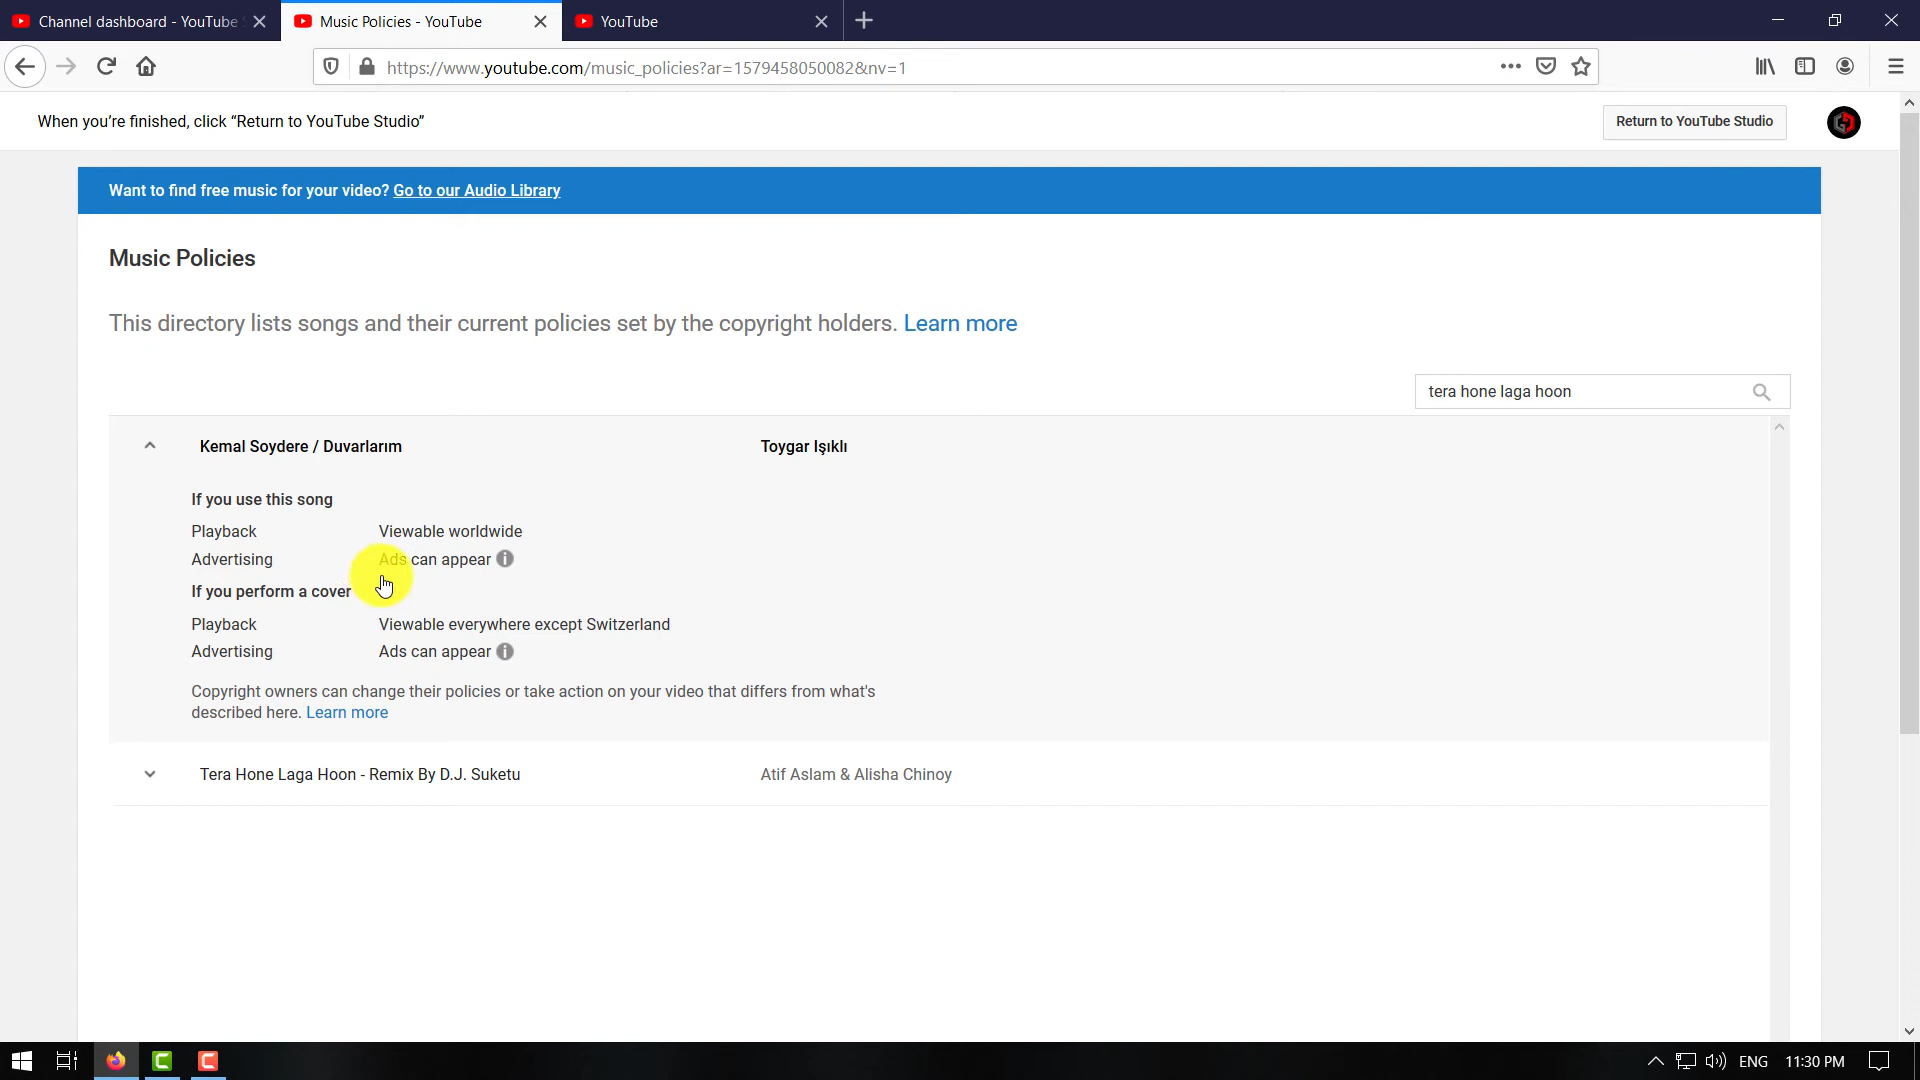 Channel dashboard - YouTube
Music Policies - YouTube
YouTube
https://www.youtube.com/music_policies?ar=1579458050082&nv=1
When you’re finished, click “Return to YouTube Studio”
Return to YouTube Studio
Want to find free music for your video? Go to our Audio Library
Music Policies
This directory lists songs and their current policies set by the copyright holders. Learn more
tera hone laga hoon
Kemal Soydere / Duvarlarım Toygar Işıklı
If you use this song
Playback Viewable worldwide
Advertising Ads can appear
If you perform a cover
Playback Viewable everywhere except Switzerland
Advertising Ads can appear
Copyright owners can change their policies or take action on your video that differs from what's
described here. Learn more
Tera Hone Laga Hoon - Remix By D.J. Suketu Atif Aslam & Alisha Chinoy
ENG 11:30 PM